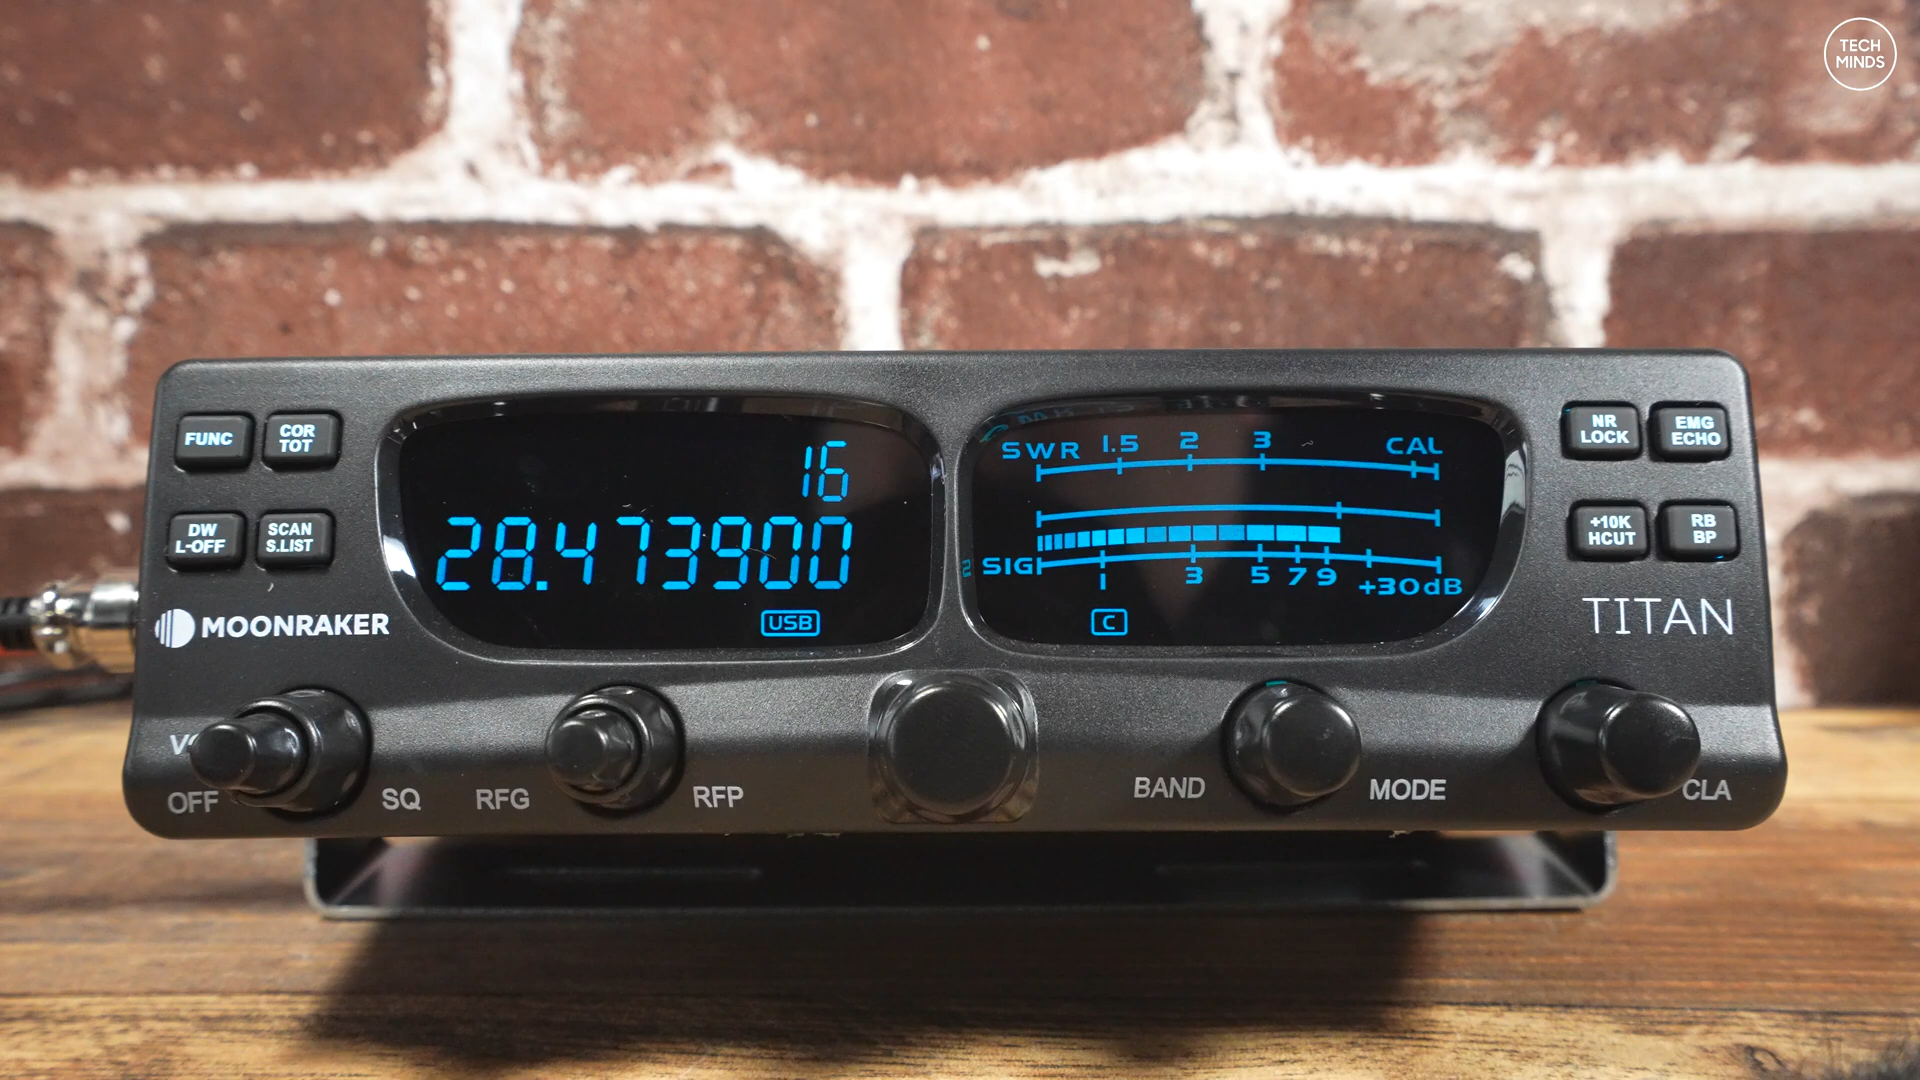 TECH
MINDS
FUNC
COR
TOT
DW
L-OFF
SCAN
S.LIST
MOONRAKER
16
28.473900
USB
SWR 1.5 2 3 CAL
SIG
1 3 5 7 9 +30dB
C
NR
LOCK
EMG
ECHO
+10K
HCUT
RB
BP
TITAN
OFF
SQ
RFG
RFP
BAND
MODE
CLA